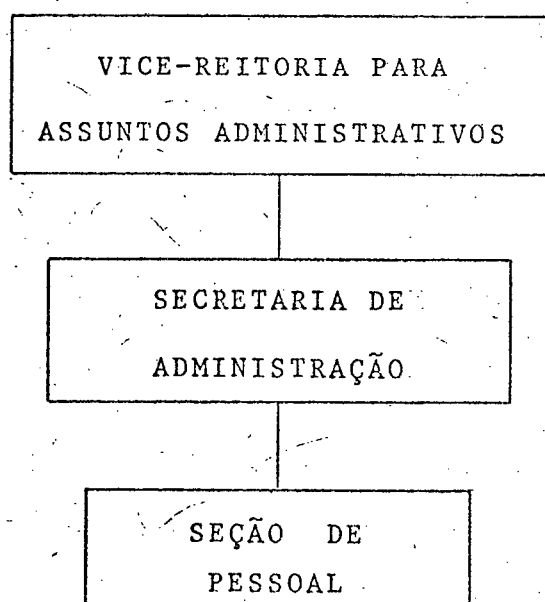 VICE-REITORIA PARA
ASSUNTOS ADMINISTRATIVOS
SECRETARIA DE
ADMINISTRAÇÃO
SEÇÃO DE
PESSOAL